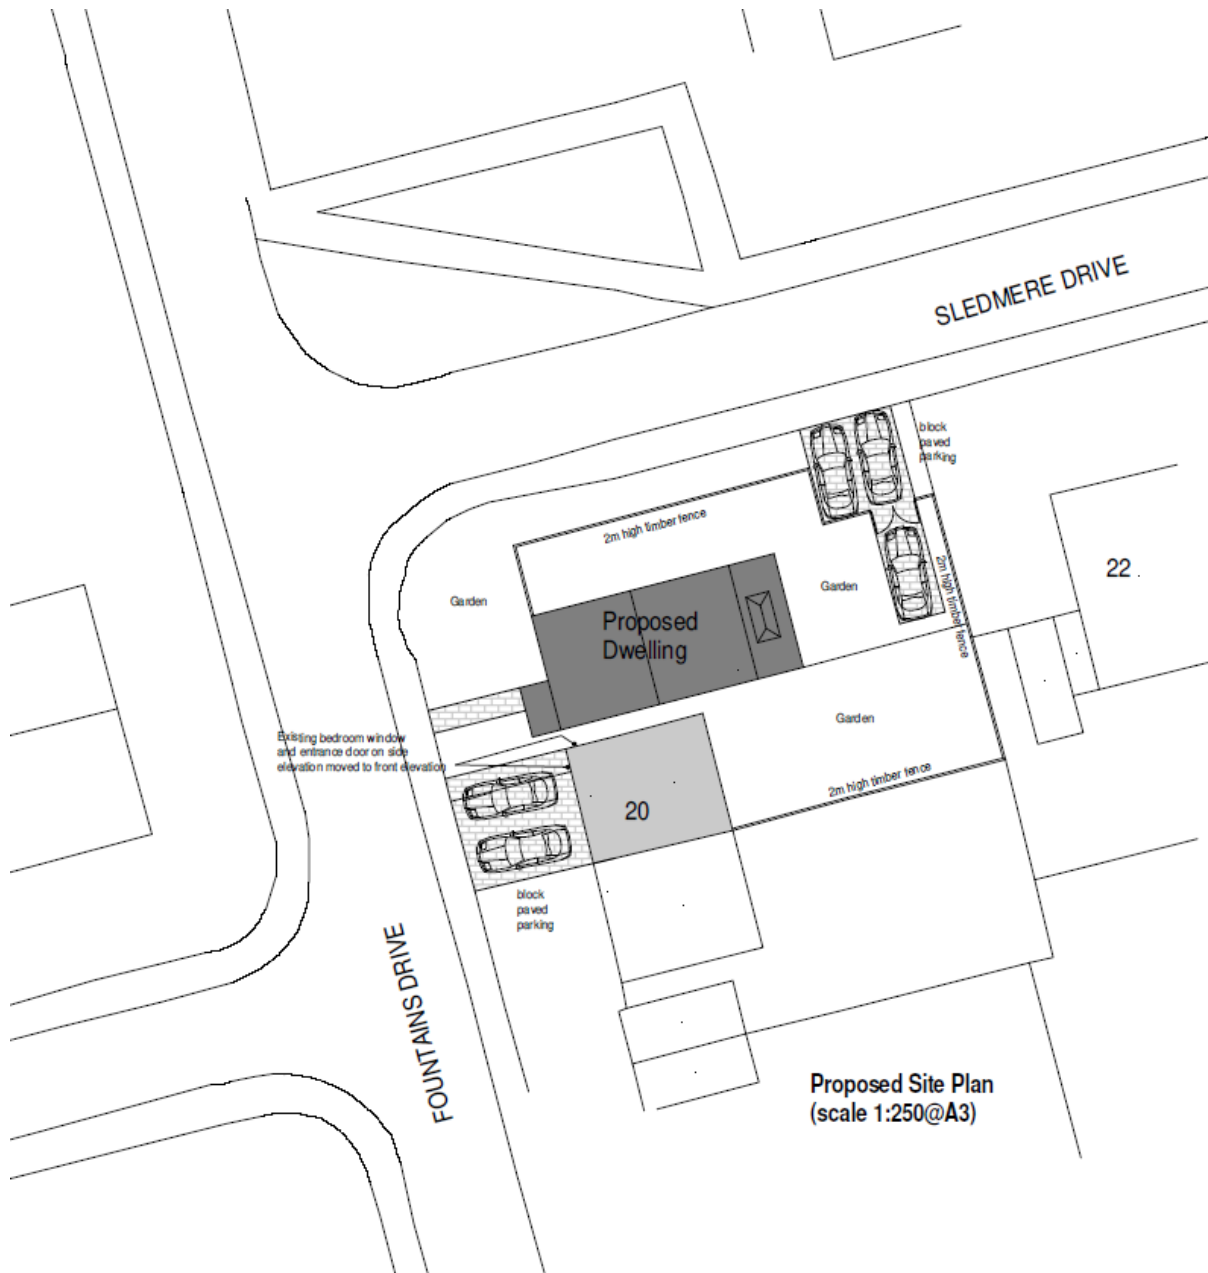 SLEDMERE DRIVE
block
paved
parking
2m high timber fence
22
Garden
Garden
2m high timber fence
Proposed
Dwelling
Garden
Existing bedroom window
and entrance door on side
elevation moved to front elevation
2m high timber fence
20
block
paved
parking
FOUNTAINS DRIVE
Proposed Site Plan
(scale 1:250@A3)